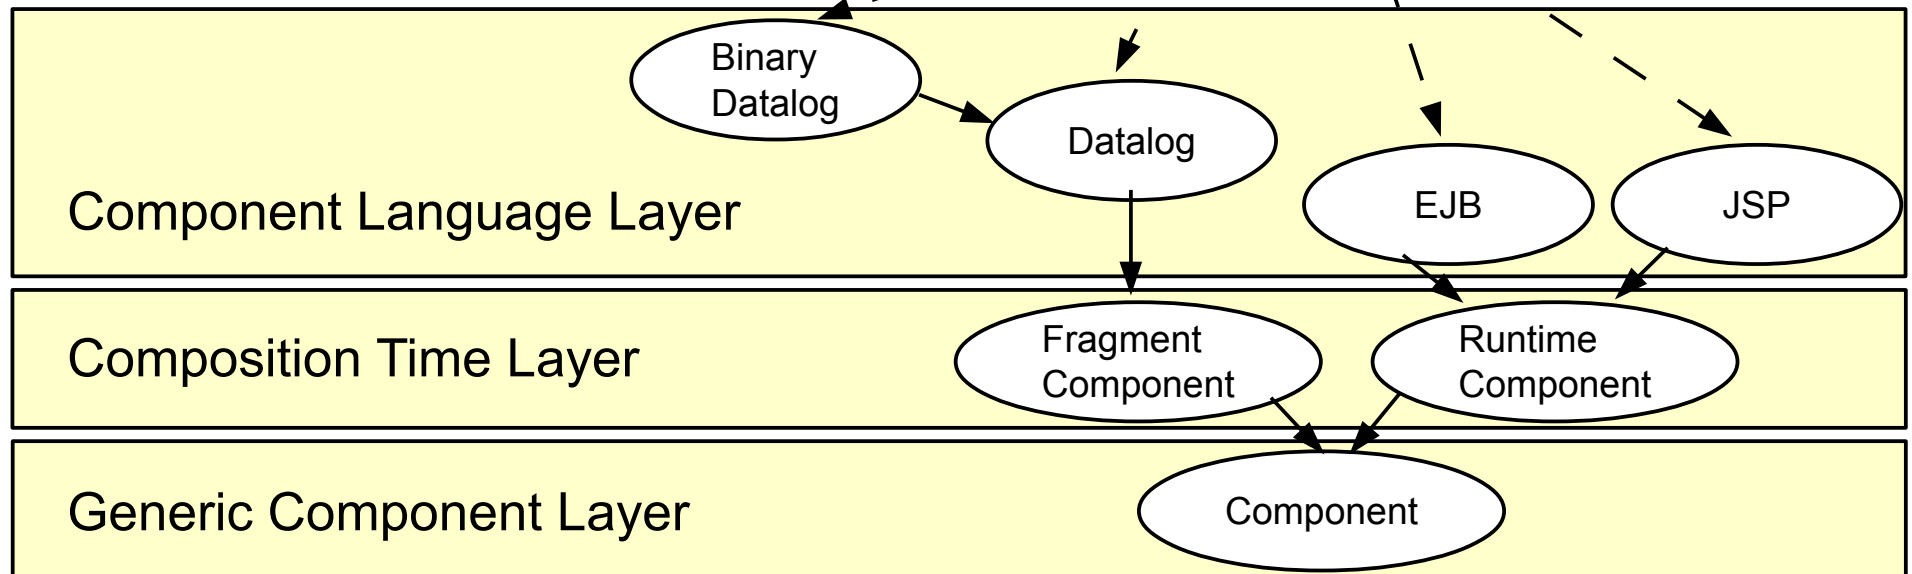 Binary
Datalog
Datalog
Component Language Layer
EJB
JSP
Composition Time Layer
Fragment
Component
Runtime
Component
Generic Component Layer
Component